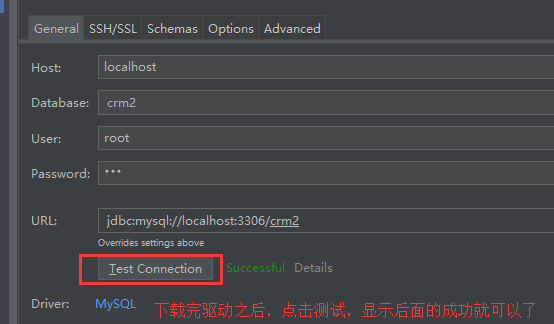 General SSH/SSL Schemas Options Advanced
Host: localhost
Database: crm2
User: root
Password: •••
URL: jdbc:mysql://localhost:3306/crm2
Overrides settings above
Test Connection Successful Details
Driver: MySQL 下载完驱动之后，点击测试，显示后面的成功就可以了